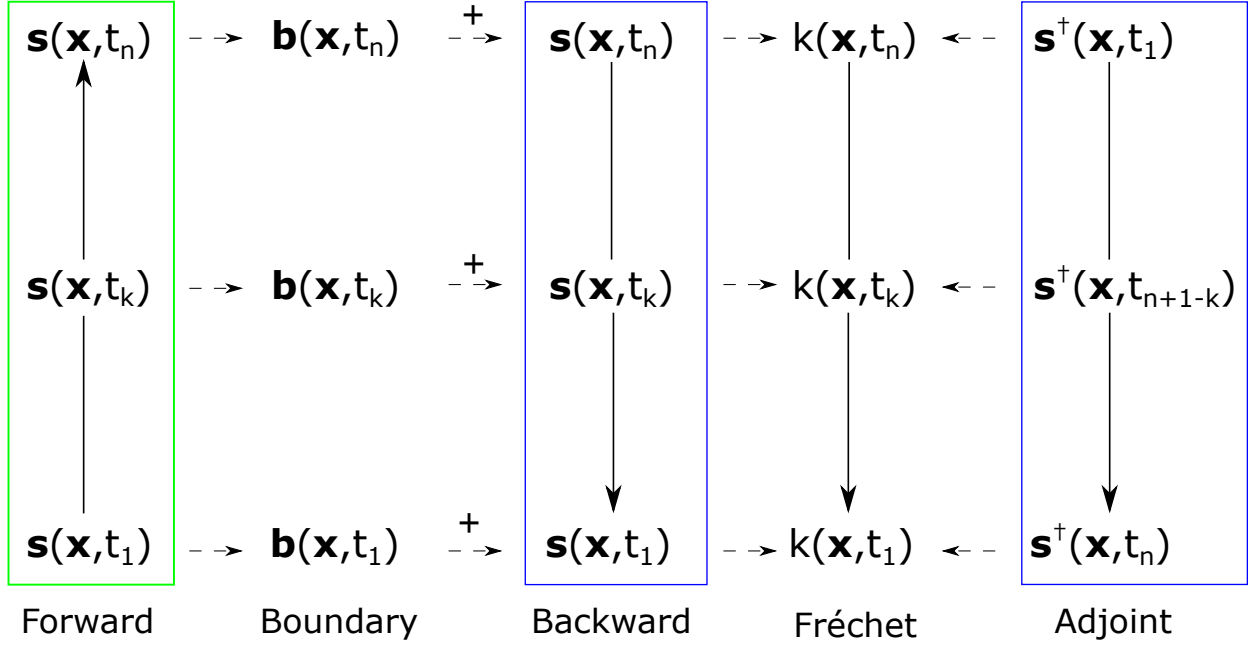 s(x,tn) b(x,tn) + s(x,tn) k(x,tn) s†(x,t1)
s(x,tk) b(x,tk) + s(x,tk) k(x,tk) s†(x,tn+1-k)
s(x,t1) b(x,t1) + s(x,t1) k(x,t1) s†(x,tn)
Forward Boundary Backward Fréchet Adjoint